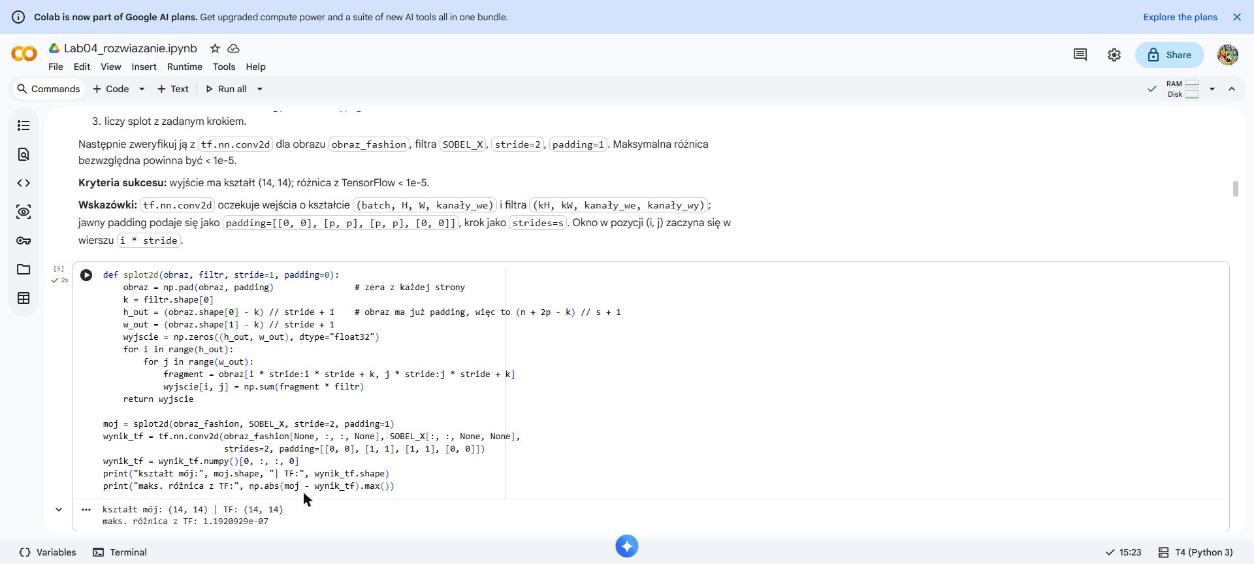 Colab is now part of Google AI plans. Get upgraded compute power and a suite of new AI tools all in one bundle.
Explore the plans
Lab04_rozwiazanie.ipynb
File Edit View Insert Runtime Tools Help
Share
Commands + Code + Text Run all
RAM
Disk
3. liczy splot z zadanym krokiem.
Następnie zweryfikuj ją z tf.nn.conv2d dla obrazu obraz_fashion, filtra SOBEL_X, stride=2, padding=1. Maksymalna różnica
bezwzględna powinna być < 1e-5.
Kryteria sukcesu: wyjście ma kształt (14, 14); różnica z TensorFlow < 1e-5.
Wskazówki: tf.nn.conv2d oczekuje wejścia o kształcie (batch, H, W, kanały_we) i filtra (kH, kW, kanały_we, kanały_wy);
jawny padding podaje się jako padding=[[0, 0], [p, p], [p, p], [0, 0]], krok jako strides=s. Okno w pozycji (i, j) zaczyna się w
wierszu i * stride.
[5]
2s
def splot2d(obraz, filtr, stride=1, padding=0):
obraz = np.pad(obraz, padding) # zera z każdej strony
k = filtr.shape[0]
h_out = (obraz.shape[0] - k) // stride + 1 # obraz ma już padding, więc to (n + 2p - k) // s + 1
w_out = (obraz.shape[1] - k) // stride + 1
wyjscie = np.zeros((h_out, w_out), dtype="float32")
for i in range(h_out):
for j in range(w_out):
fragment = obraz[i * stride:i * stride + k, j * stride:j * stride + k]
wyjscie[i, j] = np.sum(fragment * filtr)
return wyjscie
moj = splot2d(obraz_fashion, SOBEL_X, stride=2, padding=1)
wynik_tf = tf.nn.conv2d(obraz_fashion[None, :, :, None], SOBEL_X[:, :, None, None],
strides=2, padding=[[0, 0], [1, 1], [1, 1], [0, 0]])
wynik_tf = wynik_tf.numpy()[0, :, :, 0]
print("kształt mój:", moj.shape, "| TF:", wynik_tf.shape)
print("maks. różnica z TF:", np.abs(moj - wynik_tf).max())
kształt mój: (14, 14) | TF: (14, 14)
maks. różnica z TF: 1.1920929e-07
Variables Terminal
15:23 T4 (Python 3)